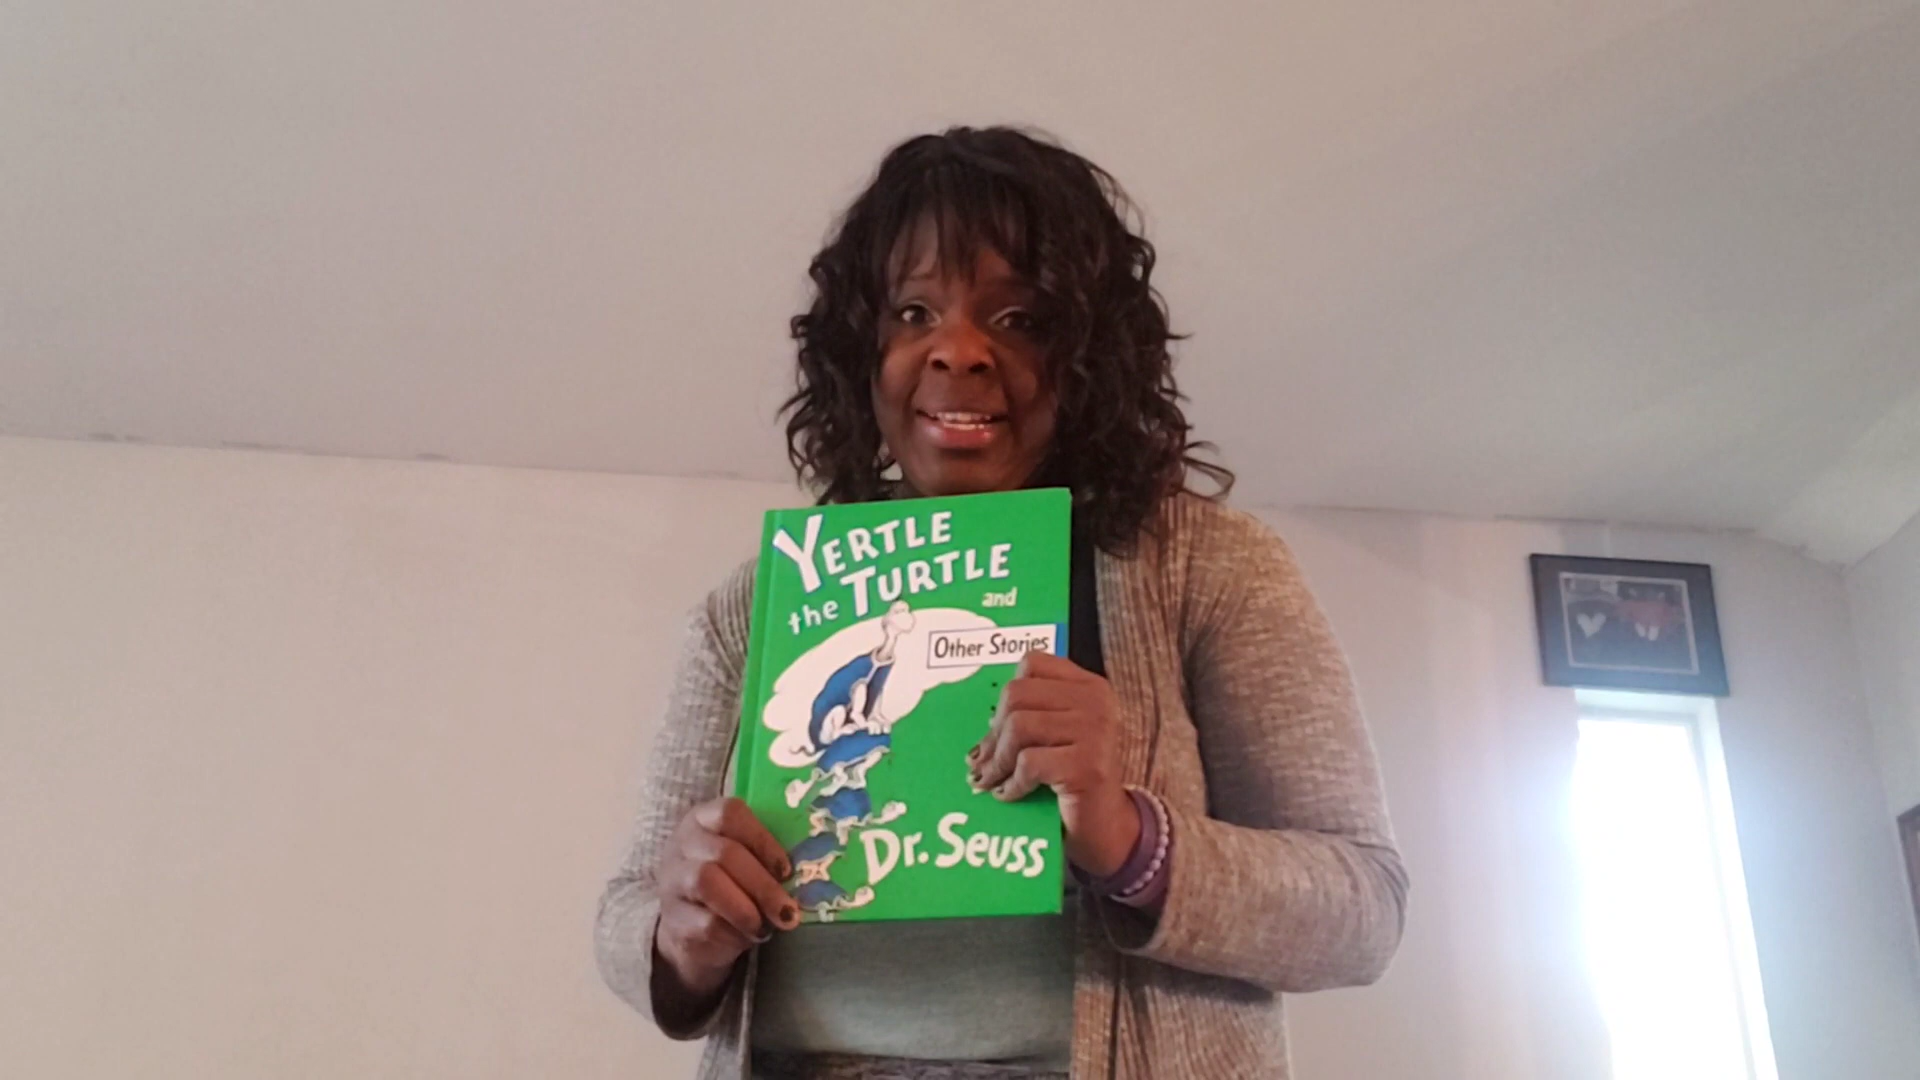 YERTLE
the TURTLE
and
Other Stories
Dr. Seuss